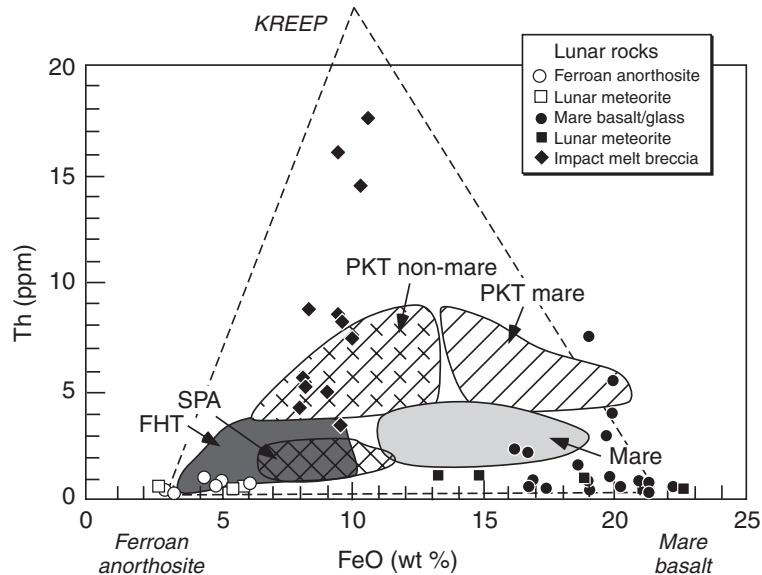 KREEP
20
15
10
5
0
Th (ppm)
Lunar rocks
Ferroan anorthosite
Lunar meteorite
Mare basalt/glass
Lunar meteorite
Impact melt breccia
PKT non-mare
PKT mare
SPA
FHT
Mare
0
5
10
15
20
25
Ferroan
anorthosite
FeO (wt %)
Mare
basalt